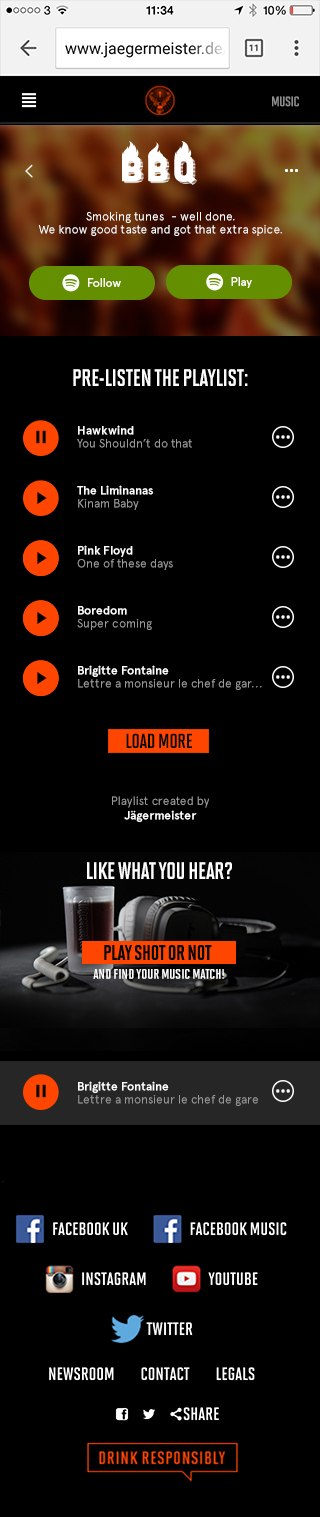 3 11:34 10%
www.jaegermeister.de
11
MUSIC
BBQ
Smoking tunes - well done.
We know good taste and got that extra spice.
Follow
Play
PRE-LISTEN THE PLAYLIST:
Hawkwind
You Shouldn't do that
The Liminanas
Kinam Baby
Pink Floyd
One of these days
Boredom
Super coming
Brigitte Fontaine
Lettre a monsieur le chef de gar...
LOAD MORE
Playlist created by
Jägermeister
LIKE WHAT YOU HEAR?
PLAY SHOT OR NOT
AND FIND YOUR MUSIC MATCH!
Brigitte Fontaine
Lettre a monsieur le chef de gare
FACEBOOK UK FACEBOOK MUSIC
INSTAGRAM YOUTUBE
TWITTER
NEWSROOM CONTACT LEGALS
SHARE
DRINK RESPONSIBLY